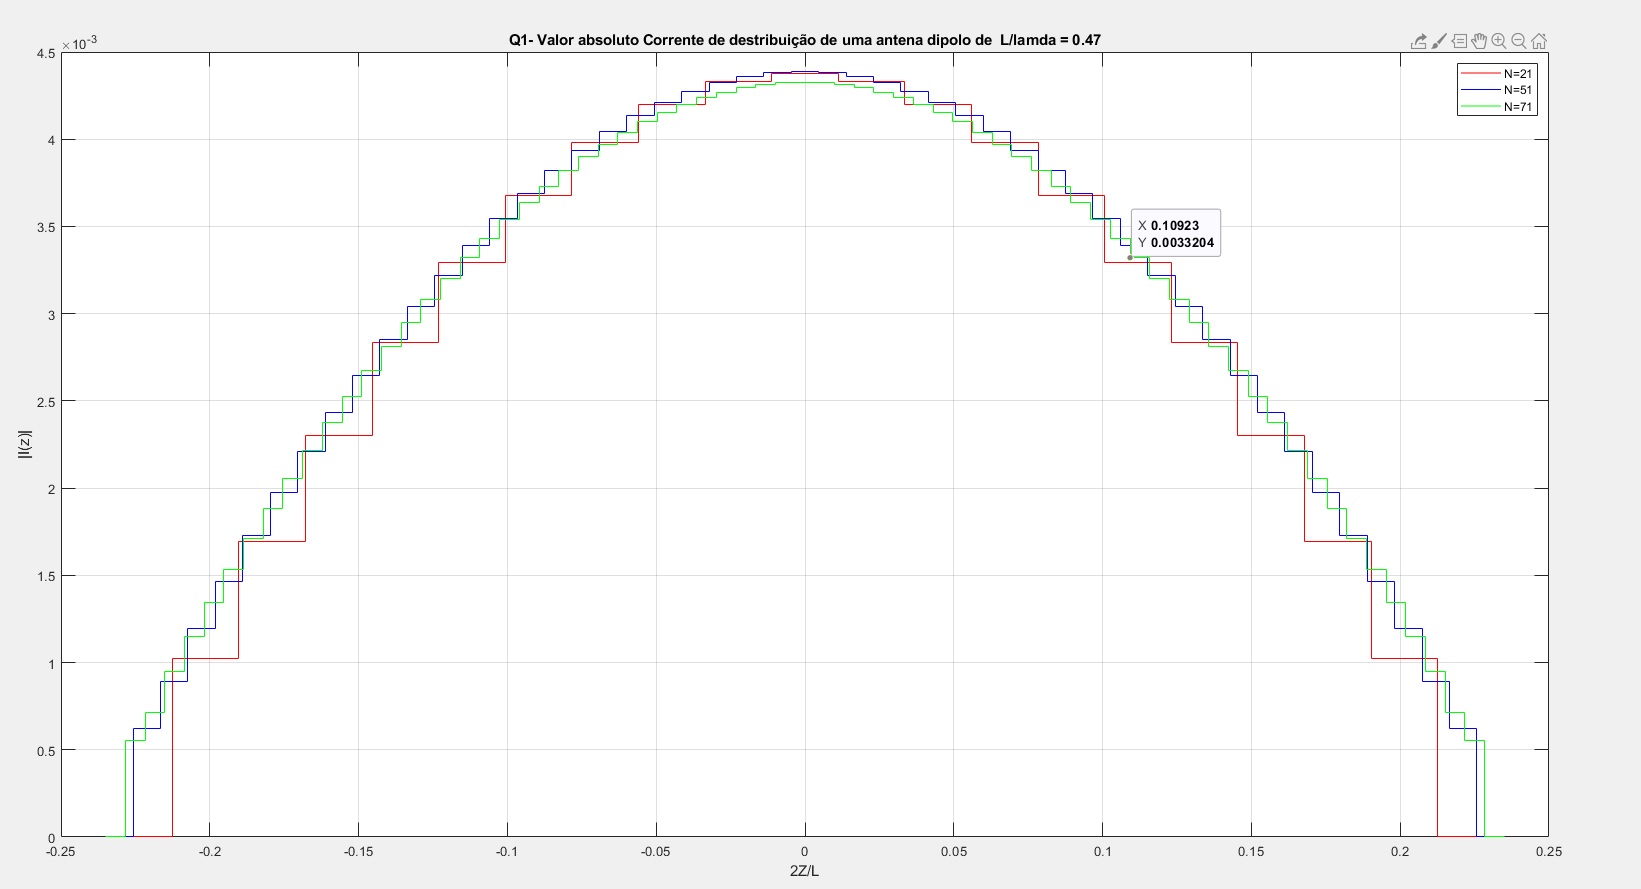 Q1- Valor absoluto Corrente de destribuição de uma antena dipolo de L/lamda = 0.47
×10-3
4.5
4
3.5
3
2.5
2
1.5
1
0.5
0
|I(z)|
N=21
N=51
N=71
X 0.10923
Y 0.0033204
-0.25 -0.2 -0.15 -0.1 -0.05 0 0.05 0.1 0.15 0.2 0.25
2Z/L